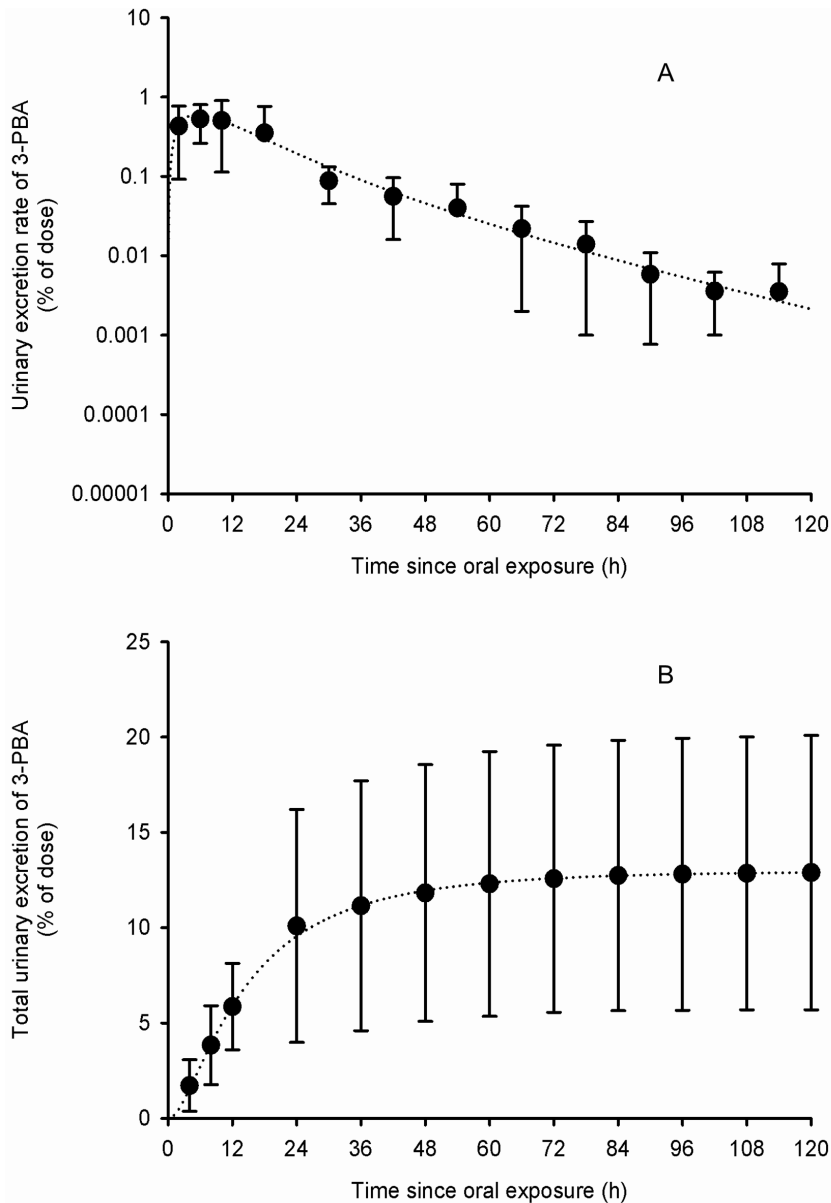 A
Urinary excretion rate of 3-PBA
(% of dose)
10
1
0.1
0.01
0.001
0.0001
0.00001
0 12 24 36 48 60 72 84 96 108 120
Time since oral exposure (h)
B
Total urinary excretion of 3-PBA
(% of dose)
25
20
15
10
5
0
0 12 24 36 48 60 72 84 96 108 120
Time since oral exposure (h)